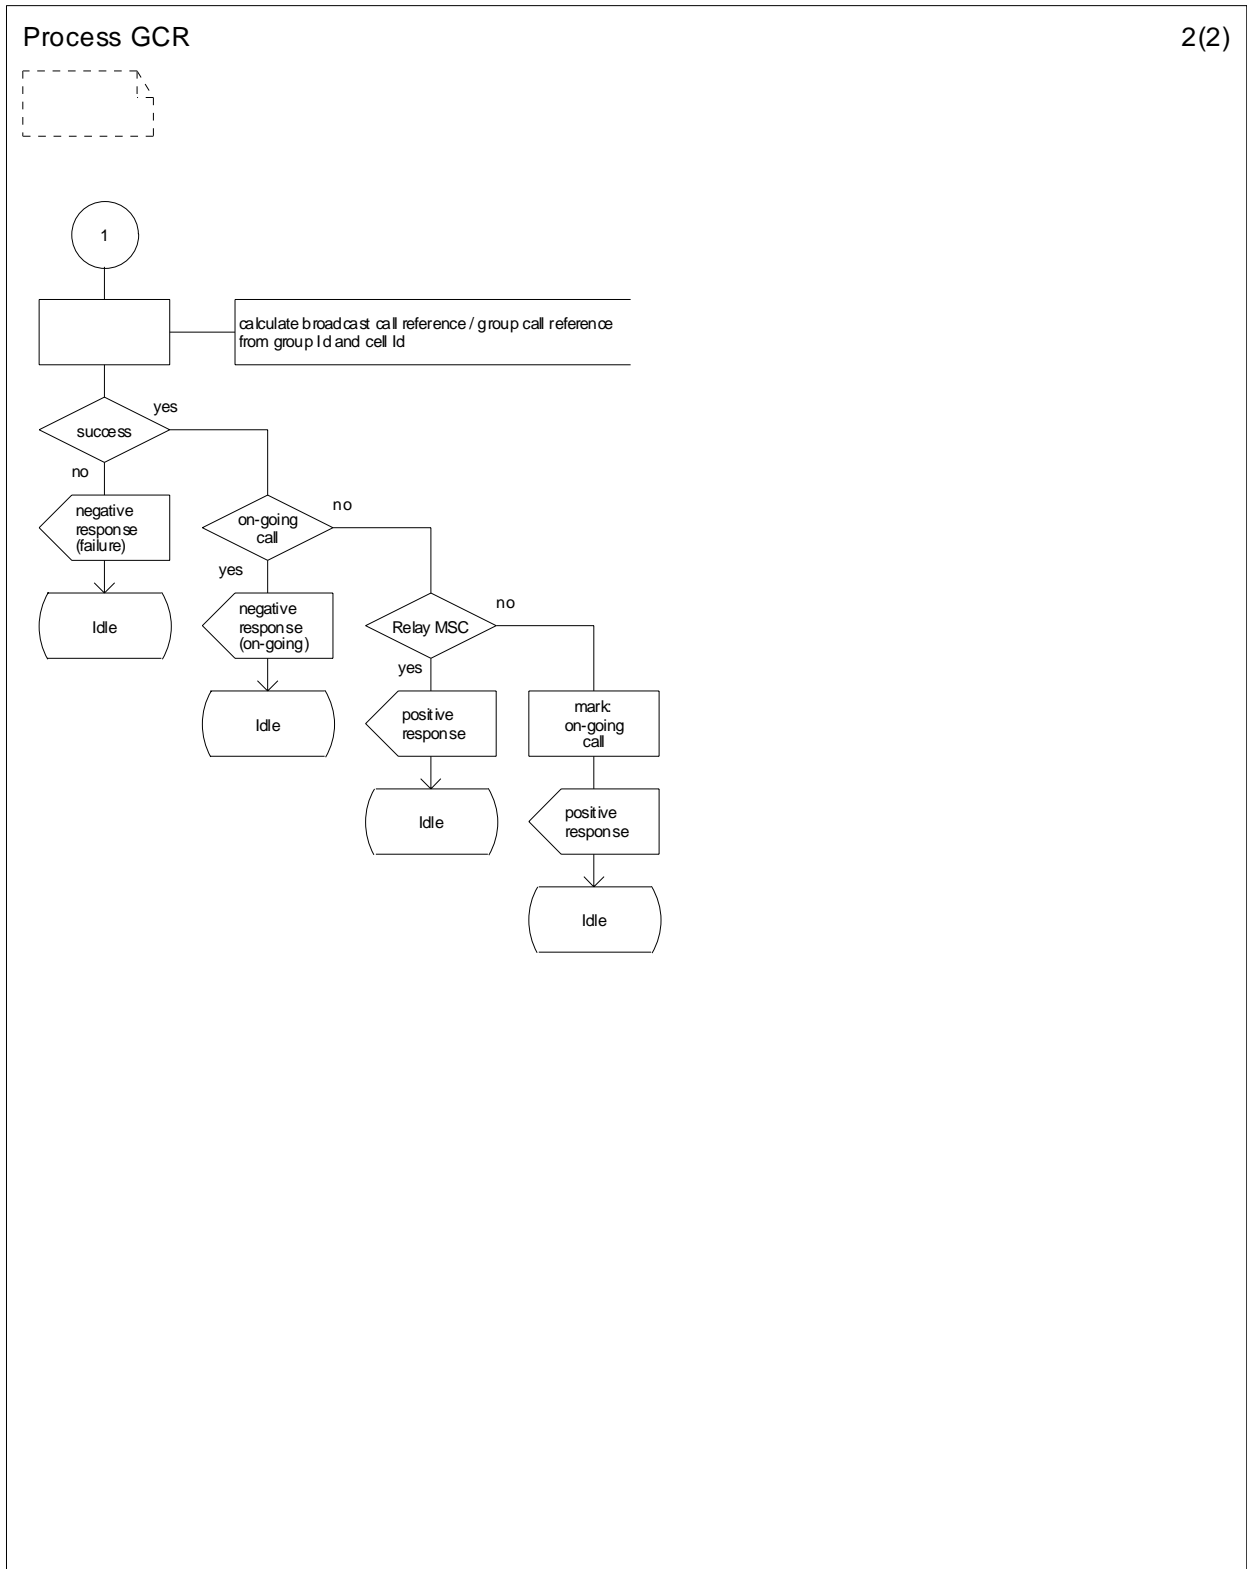 Process GCR
2(2)
1
calculate broadcast call reference / group call reference
from group Id and cell Id
yes
success
no
negative
response
(failure)
Idle
no
on-going
call
yes
negative
response
(on-going)
Idle
no
Relay MSC
yes
positive
response
Idle
mark:
on-going
call
positive
response
Idle